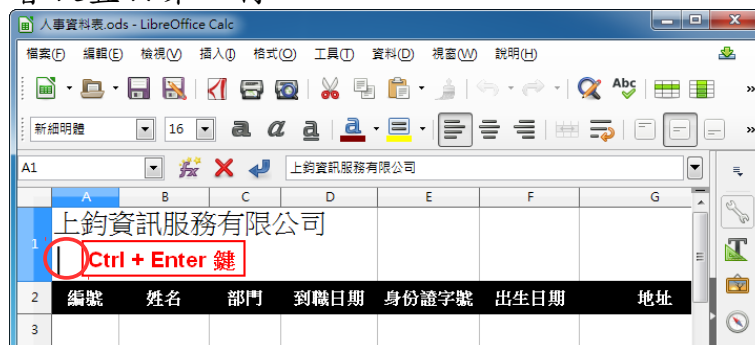 人事資料表.ods - LibreOffice Calc
檔案(F) 編輯(E) 檢視(V) 插入(I) 格式(O) 工具(T) 資料(D) 視窗(W) 說明(H)
Abc
新細明體 16 a a a a
A1 上鈞資訊服務有限公司
A B C D E F G
1 上鈞資訊服務有限公司
Ctrl + Enter 鍵
2 編號 姓名 部門 到職日期 身份證字號 出生日期 地址
3